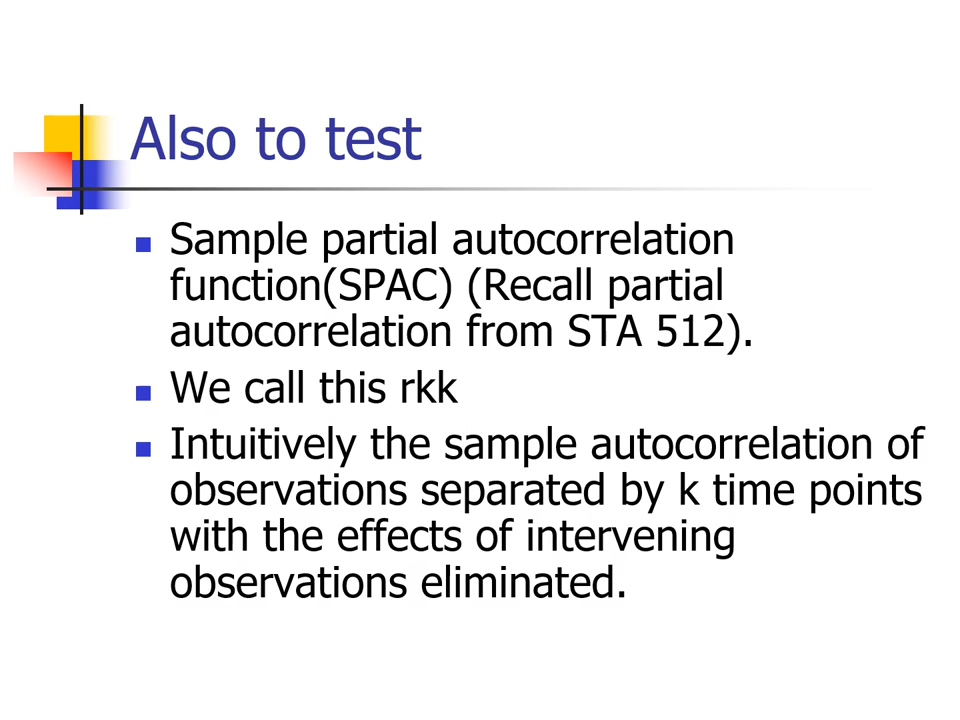 Also to test
Sample partial autocorrelation
function(SPAC) (Recall partial
autocorrelation from STA 512).
We call this rkk
Intuitively the sample autocorrelation of
observations separated by k time points
with the effects of intervening
observations eliminated.